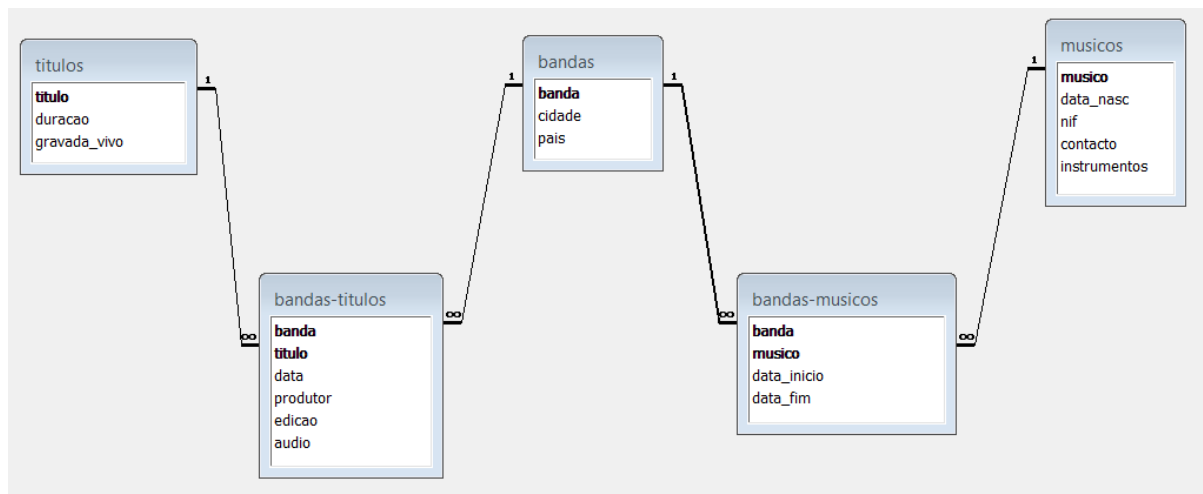 titulos
titulo
duracao
gravada_vivo
1
bandas
banda
cidade
pais
1
1
musicos
musico
data_nasc
nif
contacto
instrumentos
1
bandas-titulos
banda
titulo
data
produtor
edicao
audio
∞
∞
bandas-musicos
banda
musico
data_inicio
data_fim
∞
∞